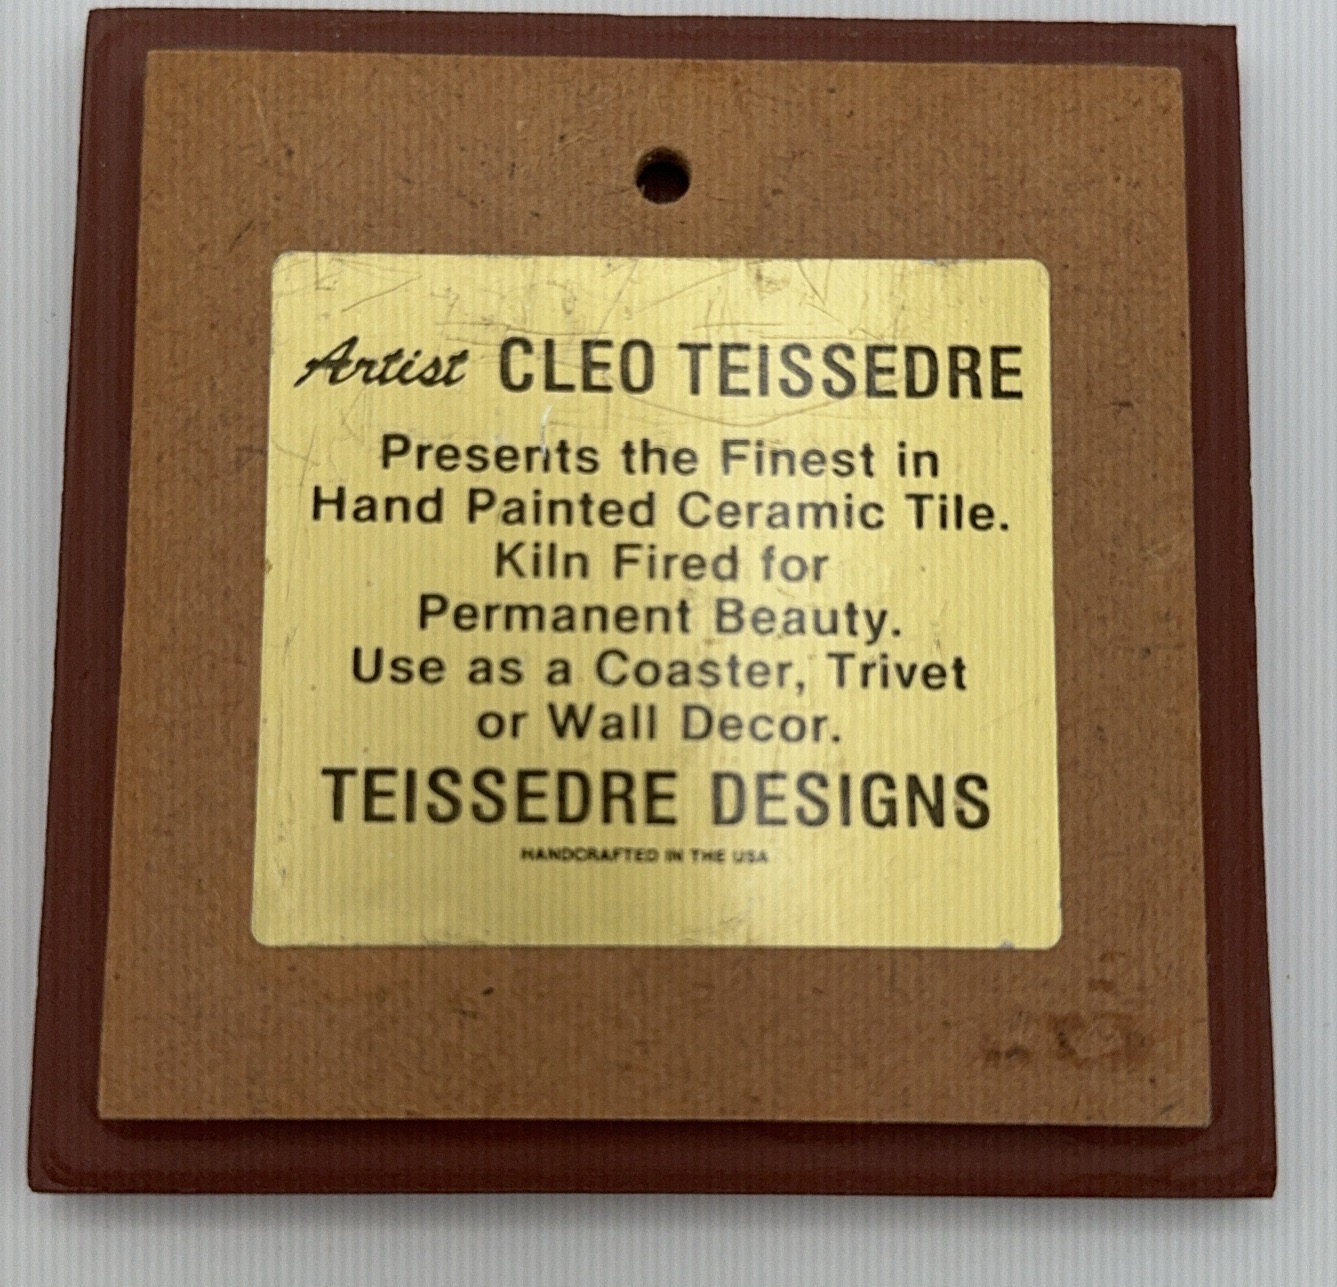 Artist CLEO TEISSEDRE
Presents the Finest in
Hand Painted Ceramic Tile.
Kiln Fired for
Permanent Beauty.
Use as a Coaster, Trivet
or Wall Decor.
TEISSEDRE DESIGNS
HANDCRAFTED IN THE USA